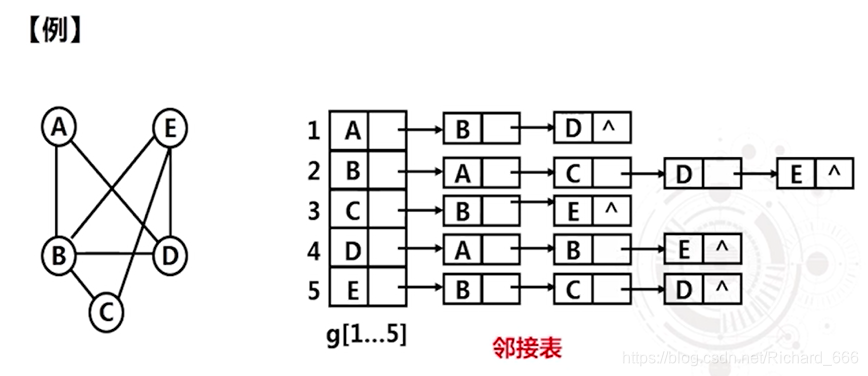 【例】
A E
B D
C
1 A B D ^
2 B A C D E ^
3 C B E ^
4 D A B E ^
5 E B C D ^
g[1...5]
邻接表
https://blog.csdn.net/Richard_666